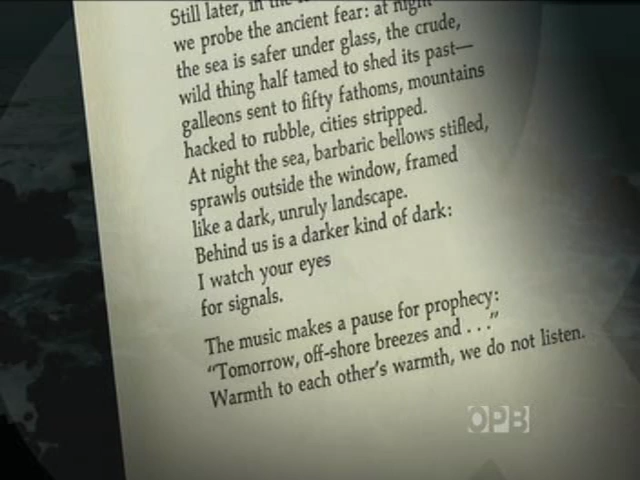 Still later, in the
we probe the ancient fear: at night
the sea is safer under glass, the crude,
wild thing half tamed to shed its past—
galleons sent to fifty fathoms, mountains
hacked to rubble, cities stripped.
At night the sea, barbaric bellows stifled,
sprawls outside the window, framed
like a dark, unruly landscape.
Behind us is a darker kind of dark:
I watch your eyes
for signals.
The music makes a pause for prophecy:
“Tomorrow, off-shore breezes and . . .”
Warmth to each other’s warmth, we do not listen.
OPB